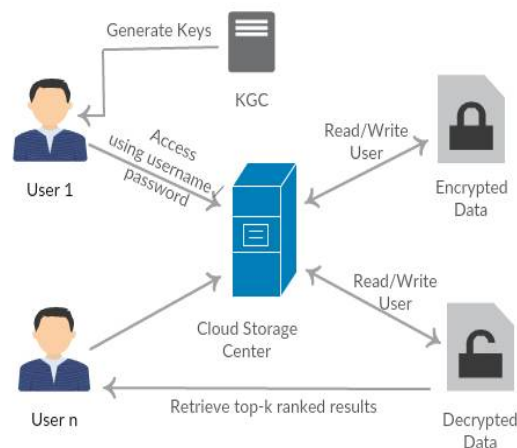 Generate Keys
KGC
Access
using username/
password
User 1
Read/Write
User
Encrypted
Data
Cloud Storage
Center
Read/Write
User
User n
Retrieve top-k ranked results
Decrypted
Data